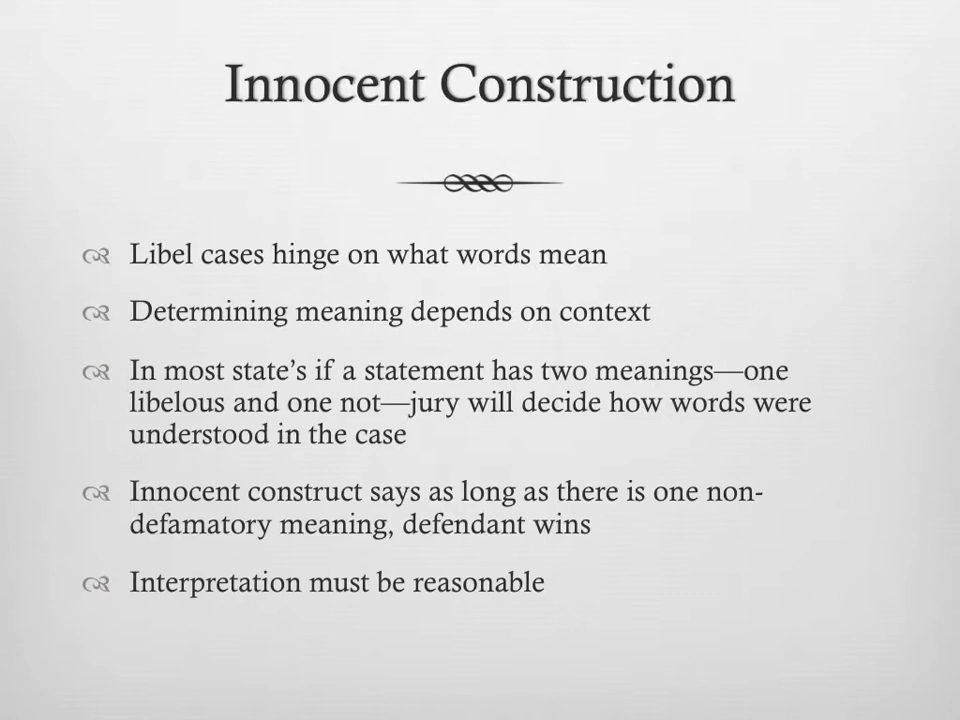 Innocent Construction
Libel cases hinge on what words mean
Determining meaning depends on context
In most state’s if a statement has two meanings—one
libelous and one not—jury will decide how words were
understood in the case
Innocent construct says as long as there is one non-
defamatory meaning, defendant wins
Interpretation must be reasonable